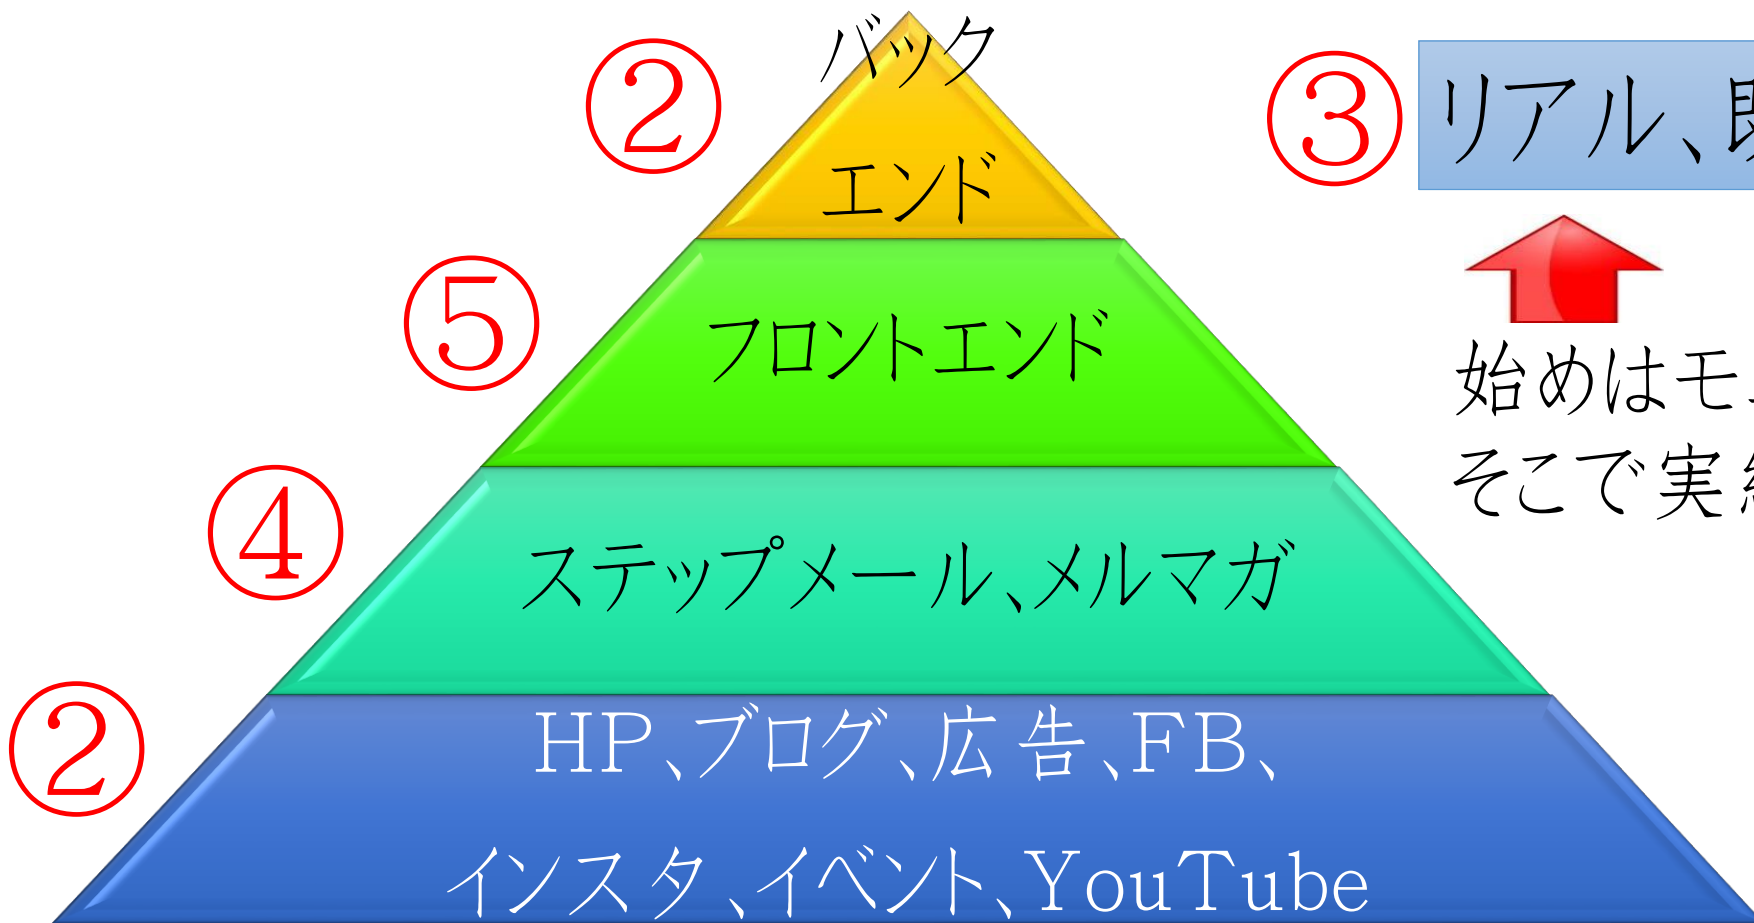 ②
バック
エンド
③
リアル、
⑤
フロントエンド
始めはモ
そこで実
④
ステップメール、メルマガ
②
HP、ブログ、広告、FB、
インスタ、イベント、YouTube